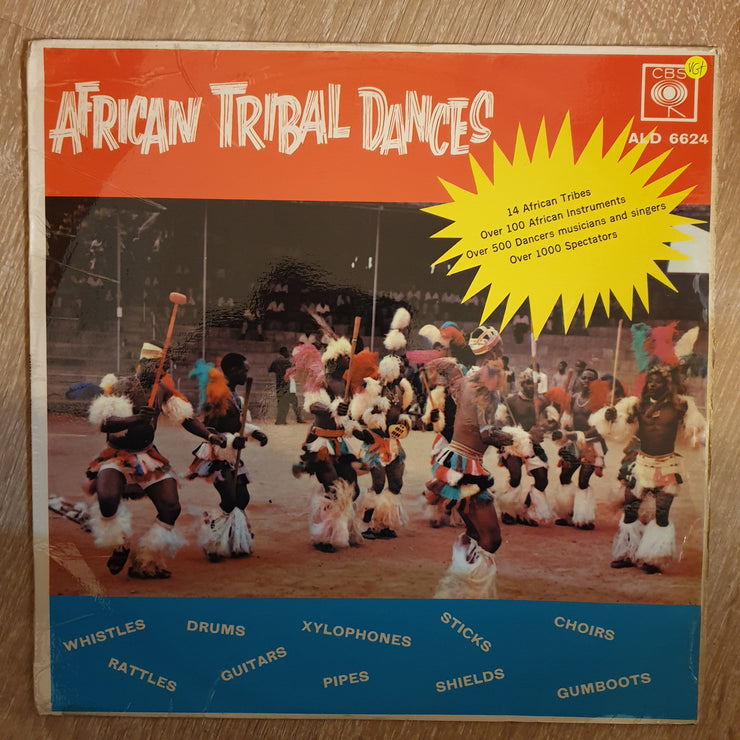 AFRICAN TRIBAL DANCES
VG+
CBS
ALD 6624
14 African Tribes
Over 100 African Instruments
Over 500 Dancers musicians and singers
Over 1000 Spectators
WHISTLES
DRUMS
XYLOPHONES
STICKS
CHOIRS
RATTLES
GUITARS
PIPES
SHIELDS
GUMBOOTS